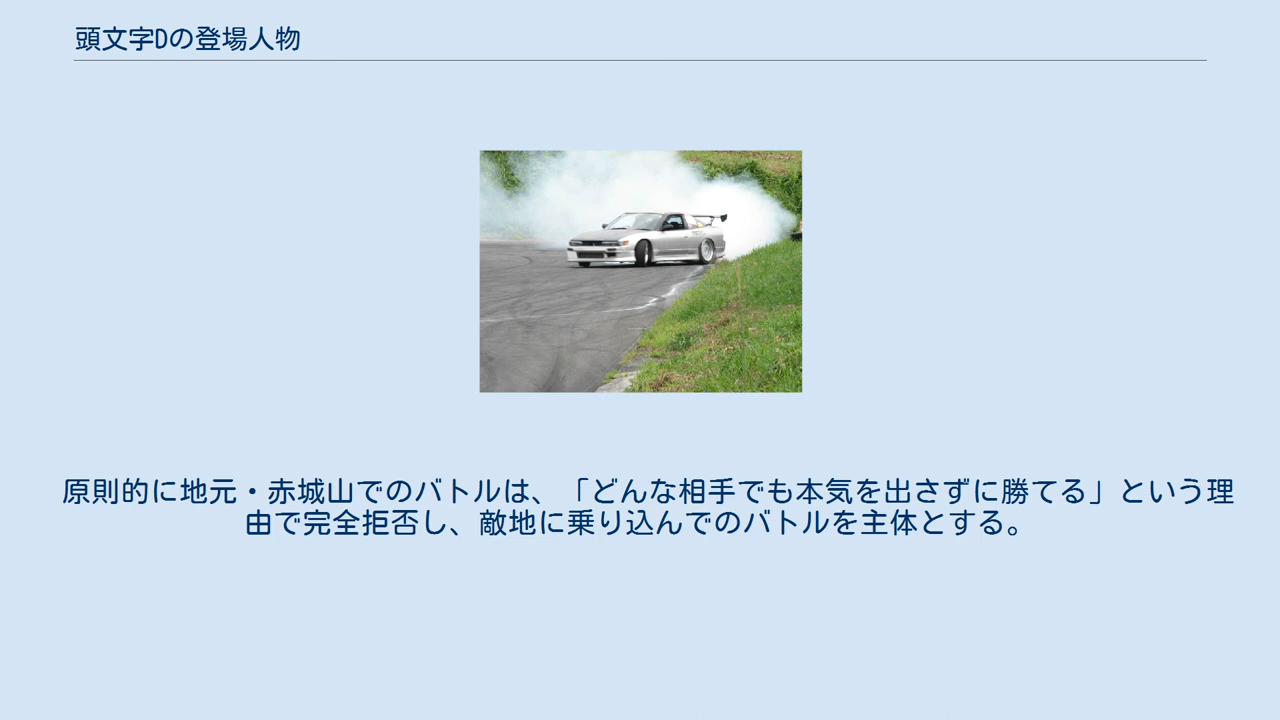 頭文字Dの登場人物
原則的に地元・赤城山でのバトルは、「どんな相手でも本気を出さずに勝てる」という理
由で完全拒否し、敵地に乗り込んでのバトルを主体とする。